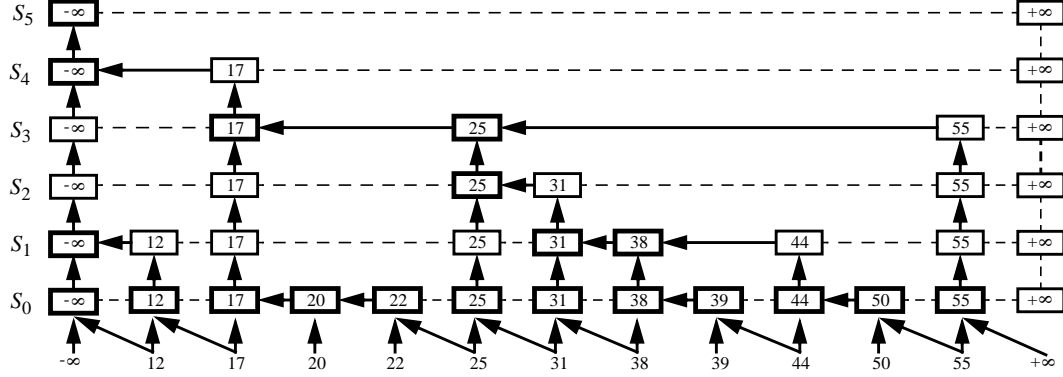 S5 -∞ +∞
S4 -∞ 17 +∞
S3 -∞ 17 25 55 +∞
S2 -∞ 17 25 31 55 +∞
S1 -∞ 12 17 25 31 38 44 55 +∞
S0 -∞ 12 17 20 22 25 31 38 39 44 50 55 +∞
-∞ 12 17 20 22 25 31 38 39 44 50 55 +∞